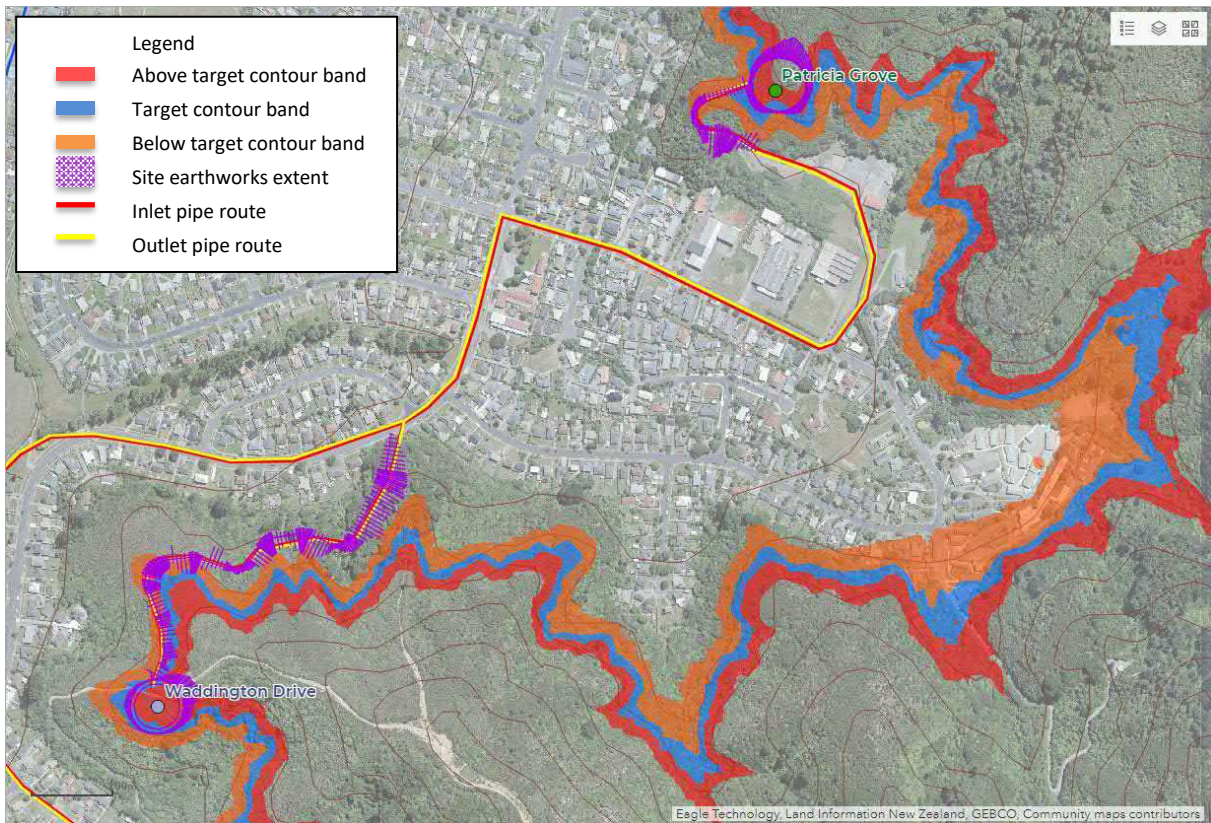 Legend
Above target contour band
Target contour band
Below target contour band
Site earthworks extent
Inlet pipe route
Outlet pipe route
Patricia Grove
Waddington Drive
Eagle Technology, Land Information New Zealand, GEBCO, Community maps contributors